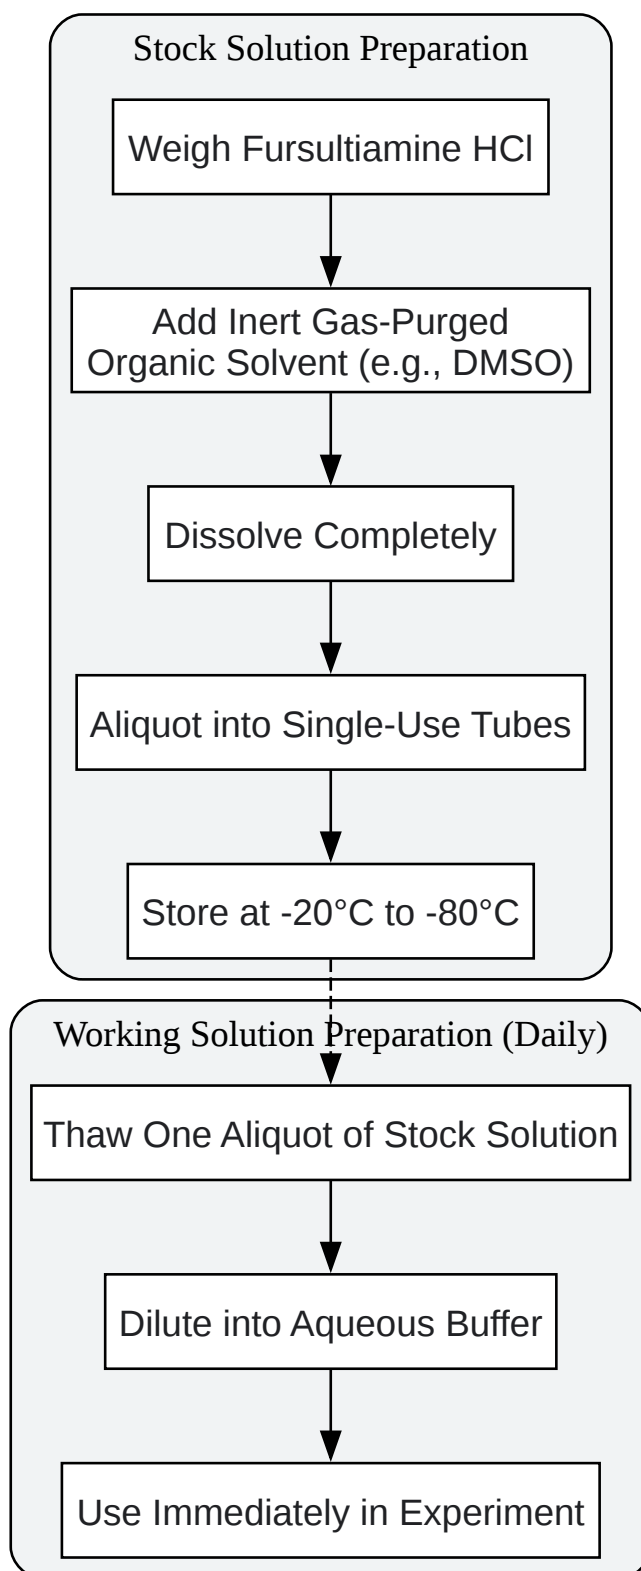 Stock Solution Preparation
Weigh Fursultiamine HCl
Add Inert Gas-Purged
Organic Solvent (e.g., DMSO)
Dissolve Completely
Aliquot into Single-Use Tubes
Store at -20°C to -80°C
Working Solution Preparation (Daily)
Thaw One Aliquot of Stock Solution
Dilute into Aqueous Buffer
Use Immediately in Experiment